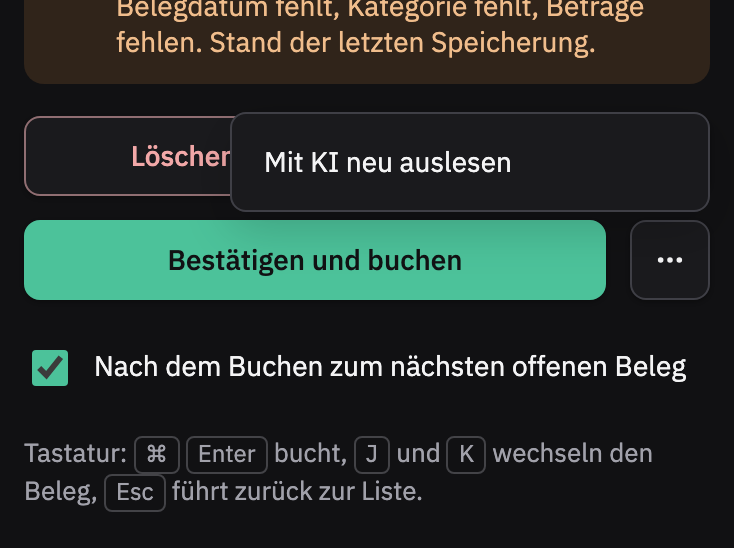 Belegdatum fehlt, Kategorie fehlt, Beträge
fehlen. Stand der letzten Speicherung.
Löschen
Mit KI neu auslesen
Bestätigen und buchen
...
Nach dem Buchen zum nächsten offenen Beleg
Tastatur: ⌘ Enter bucht, J und K wechseln den
Beleg, Esc führt zurück zur Liste.